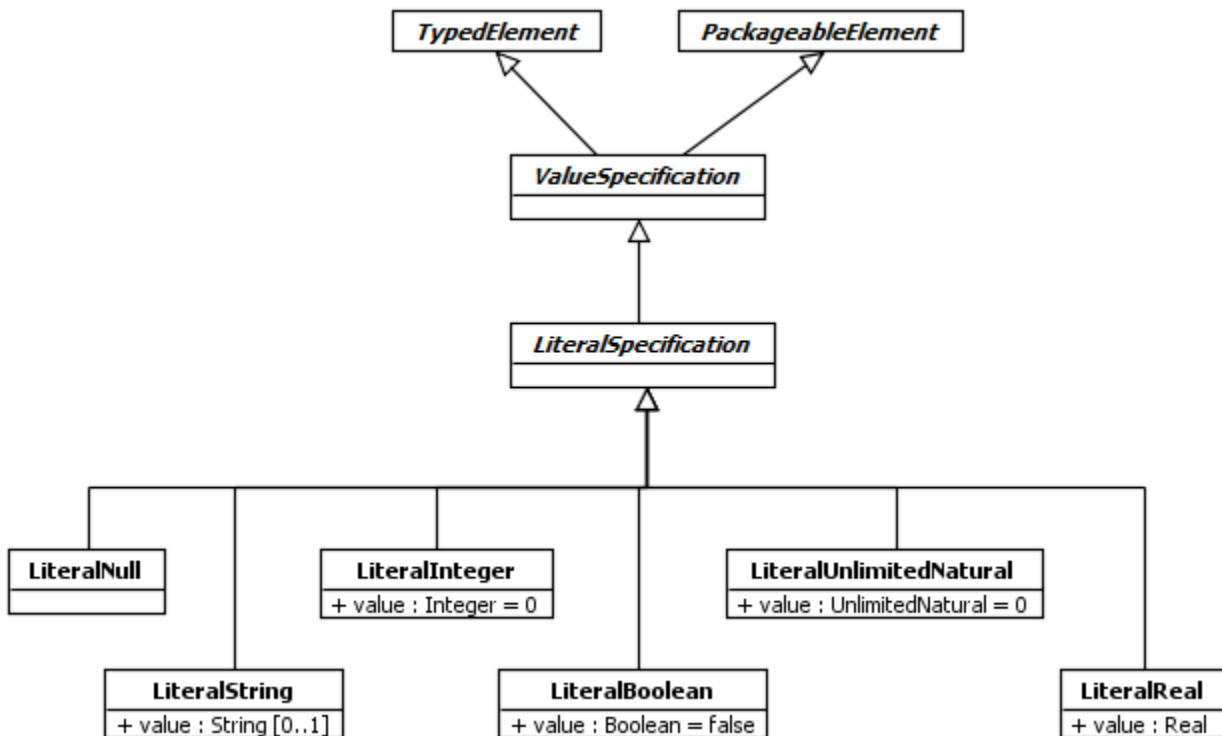 TypedElement
PackageableElement
ValueSpecification
LiteralSpecification
LiteralNull
LiteralInteger
+ value : Integer = 0
LiteralUnlimitedNatural
+ value : UnlimitedNatural = 0
LiteralString
+ value : String [0..1]
LiteralBoolean
+ value : Boolean = false
LiteralReal
+ value : Real